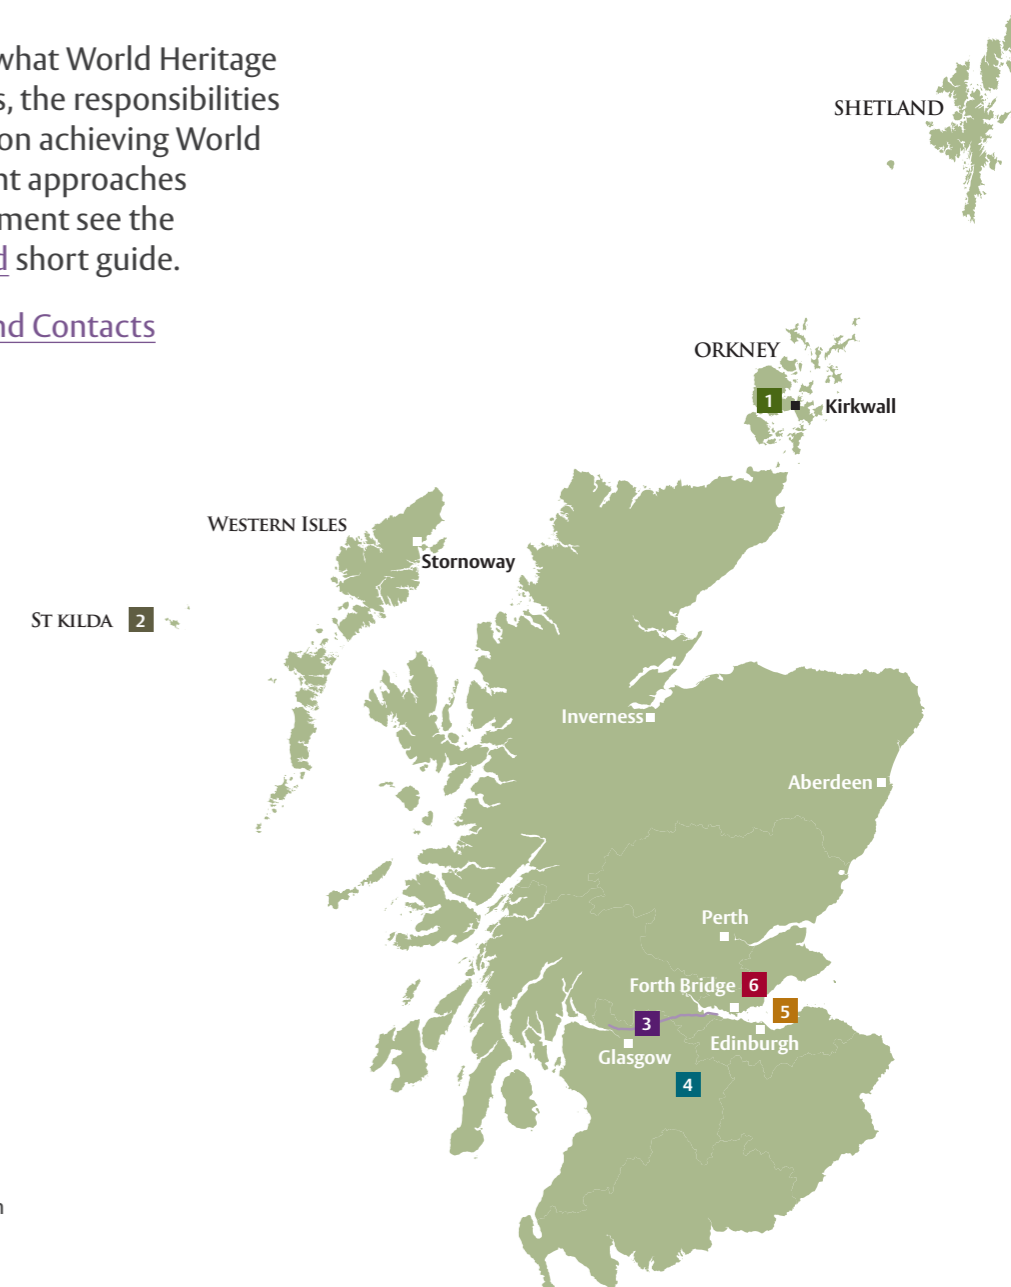 what World Heritage
s, the responsibilities
on achieving World
nt approaches
ment see the
d short guide.
nd Contacts
SHETLAND
ORKNEY
1
Kirkwall
WESTERN ISLES
Stornoway
ST KILDA 2
Inverness
Aberdeen
Perth
Forth Bridge 6
5
3
Edinburgh
Glasgow
4
n